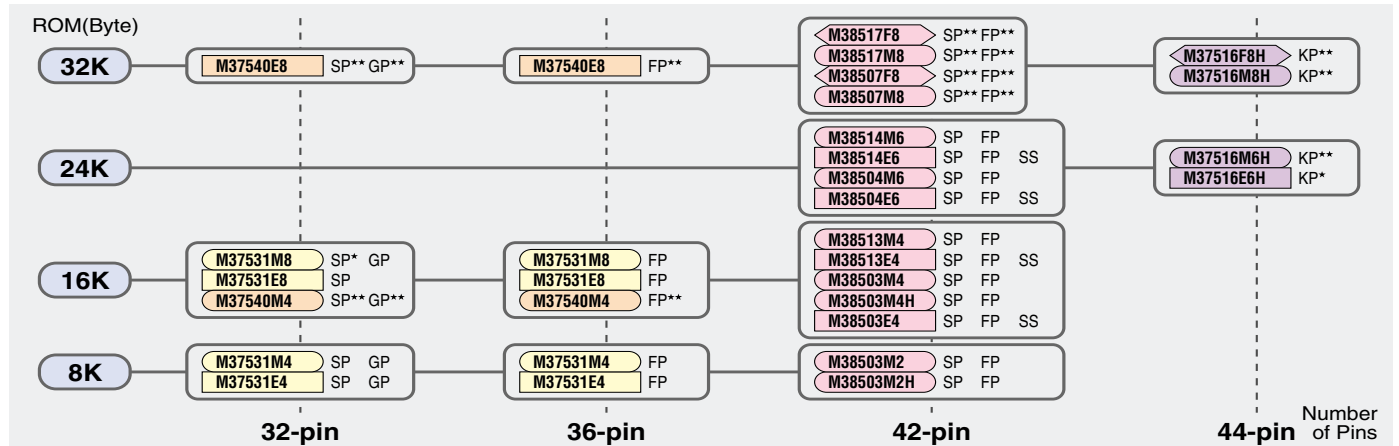 ROM(Byte)
32K
M37540E8 SP★★ GP★★
M37540E8 FP★★
M38517F8 SP★★ FP★★
M38517M8 SP★★ FP★★
M38507F8 SP★★ FP★★
M38507M8 SP★★ FP★★
M37516F8H KP★★
M37516M8H KP★★
24K
M38514M6 SP FP
M38514E6 SP FP SS
M38504M6 SP FP
M38504E6 SP FP SS
M37516M6H KP★★
M37516E6H KP★
16K
M37531M8 SP★ GP
M37531E8 SP
M37540M4 SP★★ GP★★
M37531M8 FP
M37531E8 FP
M37540M4 FP★★
M38513M4 SP FP
M38513E4 SP FP SS
M38503M4 SP FP
M38503M4H SP FP
M38503E4 SP FP SS
8K
M37531M4 SP GP
M37531E4 SP GP
M37531M4 FP
M37531E4 FP
M38503M2 SP FP
M38503M2H SP FP
32-pin
36-pin
42-pin
44-pin
Number
of Pins